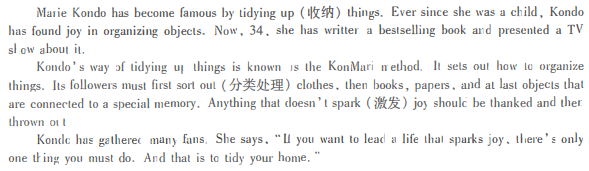 Marie Kondo has become famous by tidying up (收纳) things. Ever since she was a child, Kondo
has found joy in organizing objects. Now, 34, she has written a bestselling book and presented a TV
show about it.
Kondo's way of tidying up things is known as the KonMari method. It sets out how to organize
things. Its followers must first sort out (分类处理) clothes, then books, papers, and at last objects that
are connected to a special memory. Anything that doesn't spark (激发) joy should be thanked and then
thrown out
Kondo has gathered many fans. She says, "If you want to lead a life that sparks joy, there's only
one thing you must do. And that is to tidy your home."